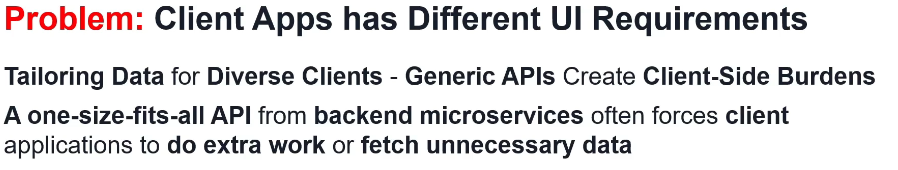 Problem: Client Apps has Different UI Requirements
Tailoring Data for Diverse Clients - Generic APIs Create Client-Side Burdens
A one-size-fits-all API from backend microservices often forces client
applications to do extra work or fetch unnecessary data